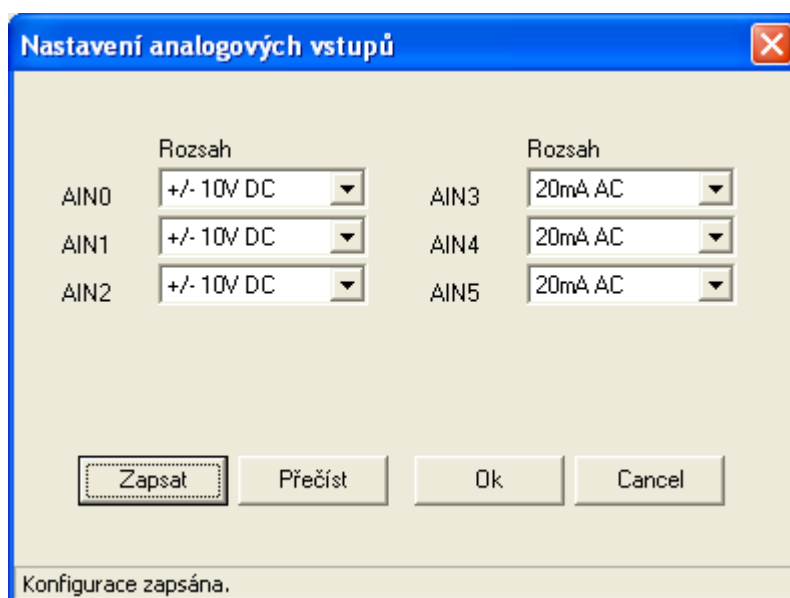 Nastavení analogových vstupů
Rozsah Rozsah
AIN0 +/- 10V DC AIN3 20mA AC
AIN1 +/- 10V DC AIN4 20mA AC
AIN2 +/- 10V DC AIN5 20mA AC
Zapsat Přečíst Ok Cancel
Konfigurace zapsána.